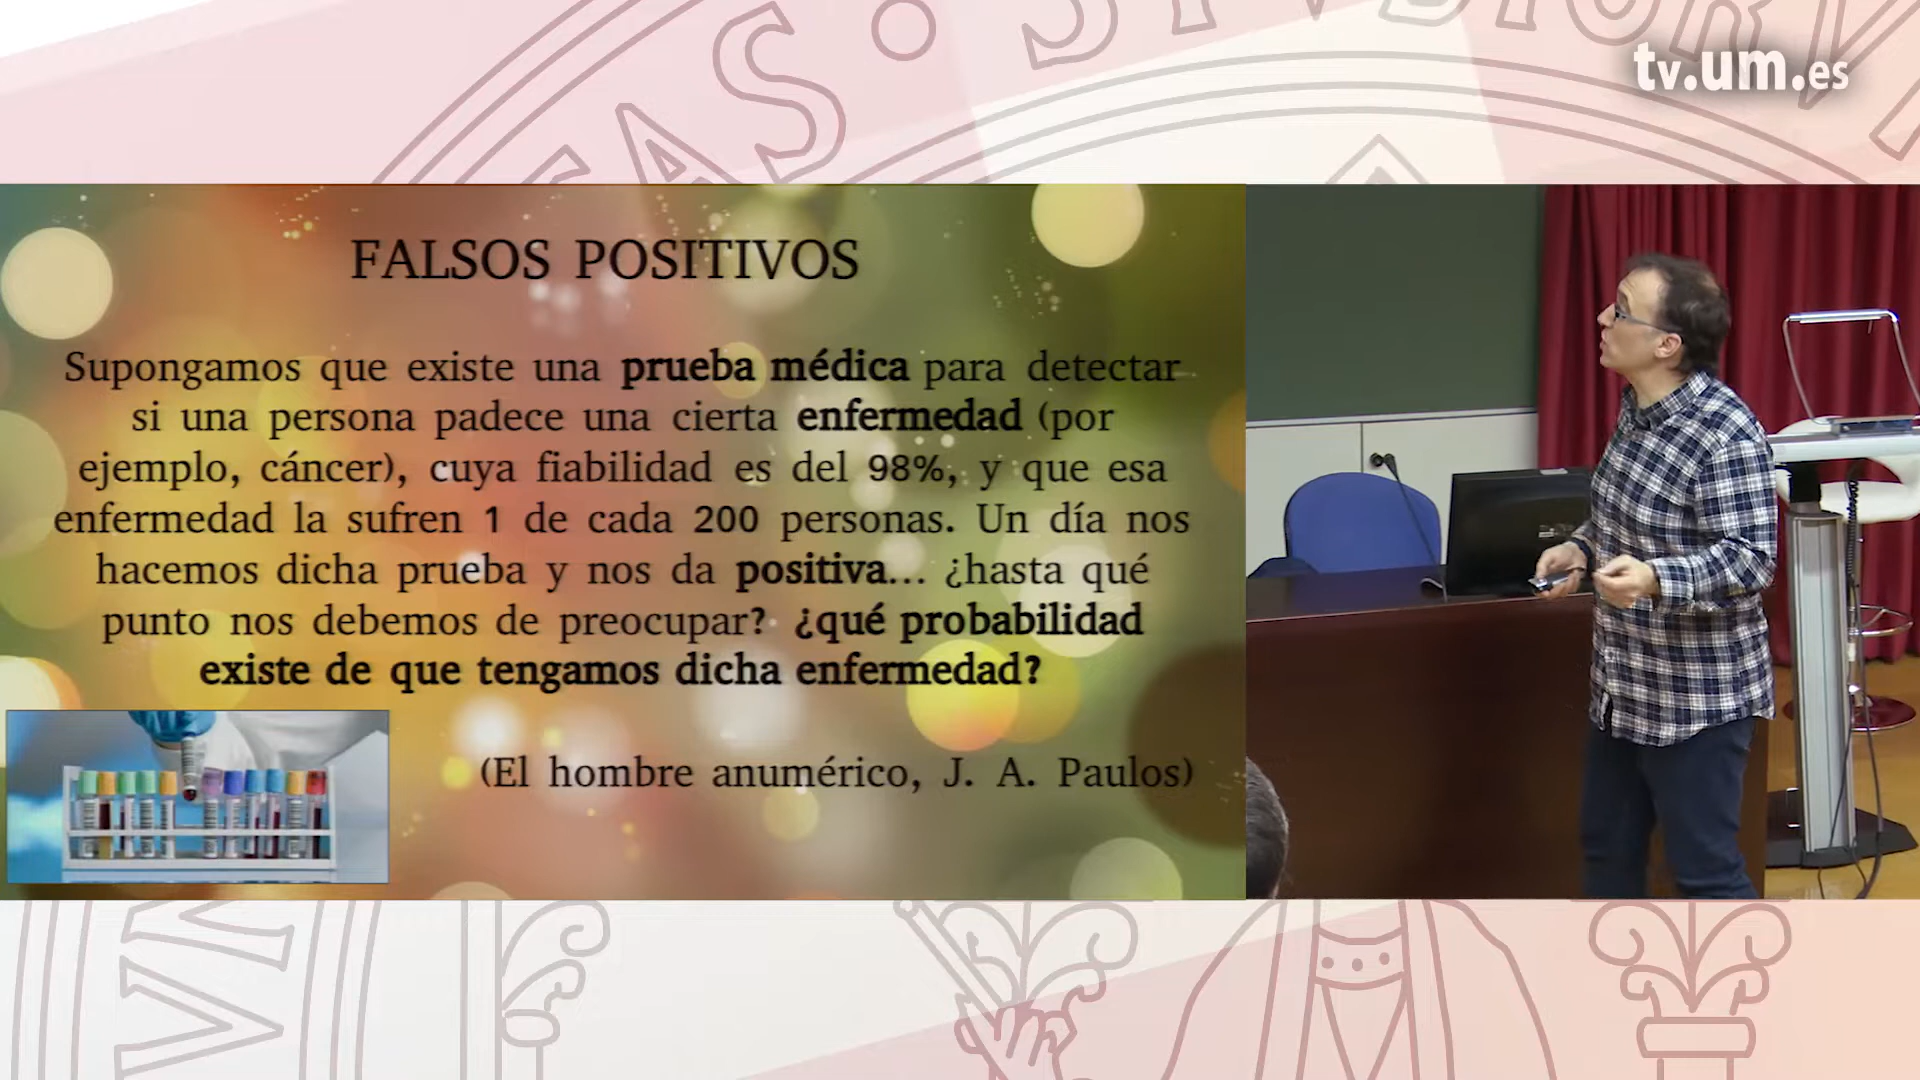 AS · STVDIORV
tv.um.es
FALSOS POSITIVOS
Supongamos que existe una prueba médica para detectar
si una persona padece una cierta enfermedad (por
ejemplo, cáncer), cuya fiabilidad es del 98%, y que esa
enfermedad la sufren 1 de cada 200 personas. Un día nos
hacemos dicha prueba y nos da positiva... ¿hasta qué
punto nos debemos de preocupar? ¿qué probabilidad
existe de que tengamos dicha enfermedad?
(El hombre anumérico, J. A. Paulos)